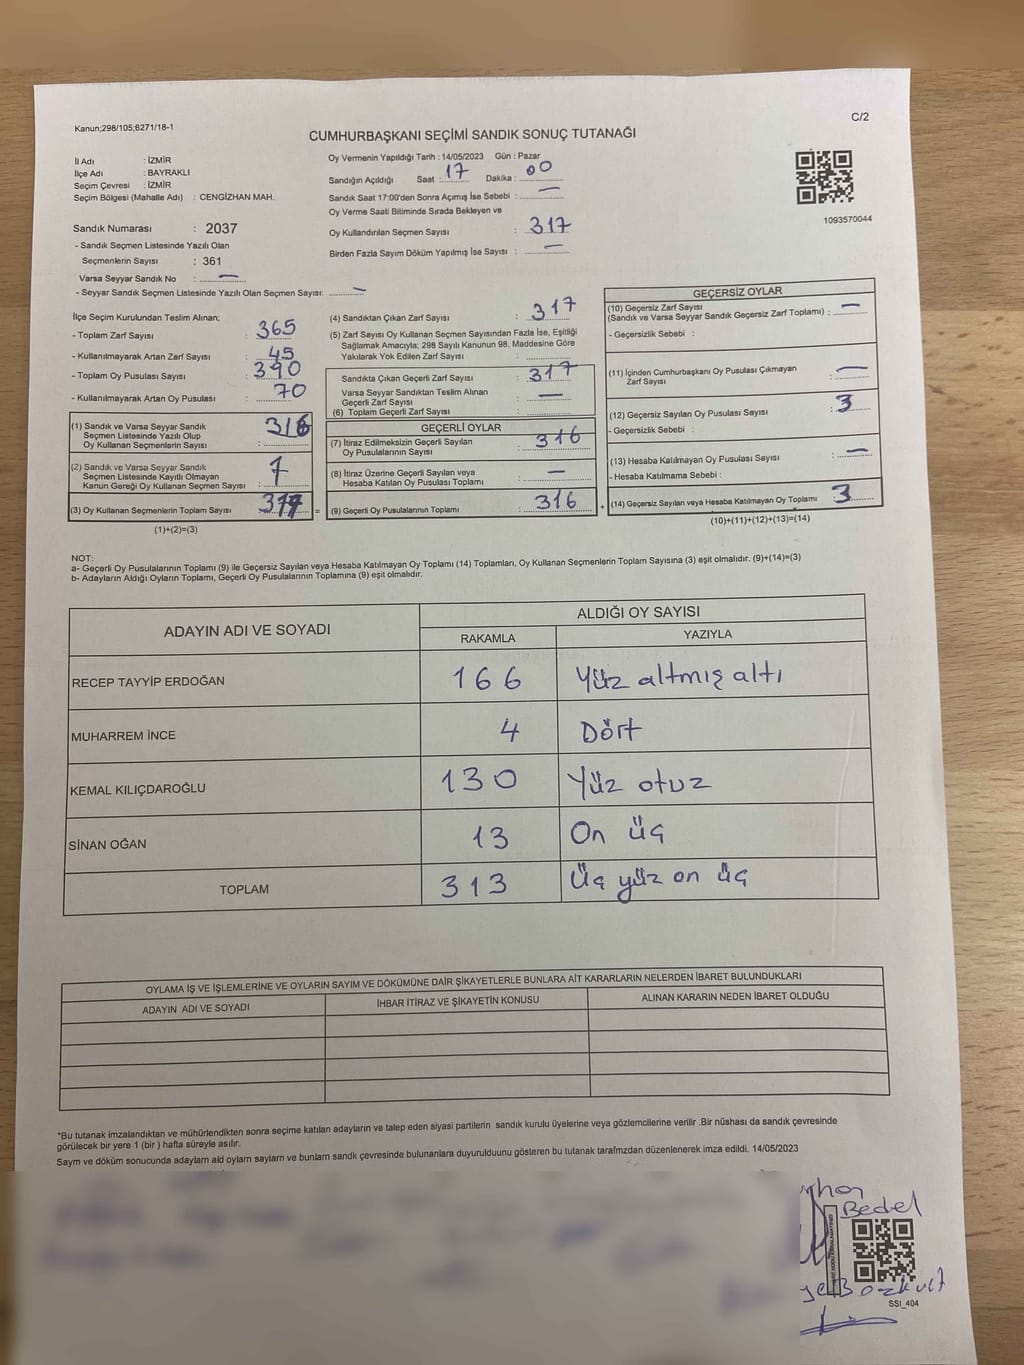 Kanun;298/105;6271/18-1
C/2
CUMHURBAŞKANI SEÇİMİ SANDIK SONUÇ TUTANAĞI
İl Adı : İZMİR
İlçe Adı : BAYRAKLI
Seçim Çevresi : İZMİR
Seçim Bölgesi (Mahalle Adı) : CENGİZHAN MAH.
Sandık Numarası : 2037
- Sandık Seçmen Listesinde Yazılı Olan
Seçmenlerin Sayısı : 361
Varsa Seyyar Sandık No : —
- Seyyar Sandık Seçmen Listesinde Yazılı Olan Seçmen Sayısı: —
Oy Vermenin Yapıldığı Tarih : 14/05/2023 Gün : Pazar
Sandığın Açıldığı Saat : 17 Dakika : 00
Sandık Saat 17:00'den Sonra Açımış İse Sebebi : —
Oy Verme Saati Bitiminde Sırada Bekleyen ve
Oy Kullandırılan Seçmen Sayısı : 317
Birden Fazla Sayım Döküm Yapılmış İse Sayısı : —
1093570044
İlçe Seçim Kurulundan Teslim Alınan;
- Toplam Zarf Sayısı : 365
- Kullanılmayarak Artan Zarf Sayısı : 45
- Toplam Oy Pusulası Sayısı : 390
- Kullanılmayarak Artan Oy Pusulası : 70
(1) Sandık ve Varsa Seyyar Sandık
Seçmen Listesinde Yazılı Olup
Oy Kullanan Seçmenlerin Sayısı : 316
(2) Sandık ve Varsa Seyyar Sandık
Seçmen Listesinde Kayıtlı Olmayan
Kanun Gereği Oy Kullanan Seçmen Sayısı : 1
(3) Oy Kullanan Seçmenlerin Toplam Sayısı : 317 =
(1)+(2)=(3)
(4) Sandıktan Çıkan Zarf Sayısı : 317
(5) Zarf Sayısı Oy Kullanan Seçmen Sayısından Fazla İse, Eşitliği
Sağlamak Amacıyla; 298 Sayılı Kanunun 98. Maddesine Göre
Yakılarak Yok Edilen Zarf Sayısı :
Sandıkta Çıkan Geçerli Zarf Sayısı : 317
Varsa Seyyar Sandıktan Teslim Alınan
Geçerli Zarf Sayısı : —
(6) Toplam Geçerli Zarf Sayısı :
GEÇERLİ OYLAR
(7) İtiraz Edilmeksizin Geçerli Sayılan
Oy Pusulalarının Sayısı : 316
(8) İtiraz Üzerine Geçerli Sayılan veya
Hesaba Katılan Oy Pusulası Toplamı : —
(9) Geçerli Oy Pusulalarının Toplamı : 316 +
GEÇERSİZ OYLAR
(10) Geçersiz Zarf Sayısı
(Sandık ve Varsa Seyyar Sandık Geçersiz Zarf Toplamı) : —
- Geçersizlik Sebebi :
(11) İçinden Cumhurbaşkanı Oy Pusulası Çıkmayan
Zarf Sayısı : —
(12) Geçersiz Sayılan Oy Pusulası Sayısı : 3
- Geçersizlik Sebebi :
(13) Hesaba Katılmayan Oy Pusulası Sayısı : —
- Hesaba Katılmama Sebebi :
(14) Geçersiz Sayılan veya Hesaba Katılmayan Oy Toplamı : 3
(10)+(11)+(12)+(13)=(14)
NOT:
a- Geçerli Oy Pusulalarının Toplamı (9) ile Geçersiz Sayılan veya Hesaba Katılmayan Oy Toplamı (14) Toplamları, Oy Kullanan Seçmenlerin Toplam Sayısına (3) eşit olmalıdır. (9)+(14)=(3)
b- Adayların Aldığı Oyların Toplamı, Geçerli Oy Pusulalarının Toplamına (9) eşit olmalıdır.
ADAYIN ADI VE SOYADI
ALDIĞI OY SAYISI
RAKAMLA YAZIYLA
RECEP TAYYİP ERDOĞAN 166 Yüz altmış altı
MUHARREM İNCE 4 Dört
KEMAL KILIÇDAROĞLU 130 Yüz otuz
SİNAN OĞAN 13 On üç
TOPLAM 313 Üç yüz on üç
OYLAMA İŞ VE İŞLEMLERİNE VE OYLARIN SAYIM VE DÖKÜMÜNE DAİR ŞİKAYETLERLE BUNLARA AİT KARARLARIN NELERDEN İBARET BULUNDUKLARI
ADAYIN ADI VE SOYADI İHBAR İTİRAZ VE ŞİKAYETİN KONUSU ALINAN KARARIN NEDEN İBARET OLDUĞU
*Bu tutanak imzalandıktan ve mühürlendikten sonra seçime katılan adayların ve talep eden siyasi partilerin sandık kurulu üyelerine veya gözlemcilerine verilir .Bir nüshası da sandık çevresinde
görülecek bir yere 1 (bir ) hafta süreyle asılır.
Saym ve döküm sonucunda adaylarn ald oylarn saylarn ve bunlarn sandk çevresinde bulunanlara duyurulduunu gösteren bu tutanak tarafmzdan düzenlenerek imza edildi. 14/05/2023
Bedel
SSI_404